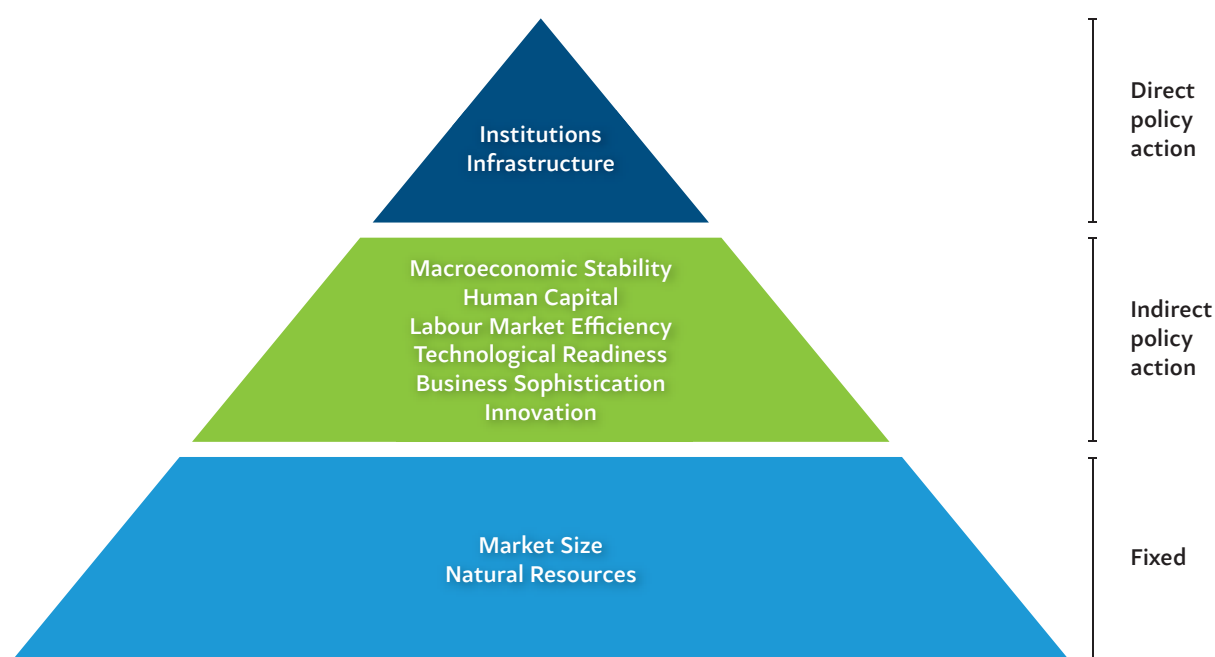 Institutions
Infrastructure
Direct
policy
action
Macroeconomic Stability
Human Capital
Labour Market Efficiency
Technological Readiness
Business Sophistication
Innovation
Indirect
policy
action
Market Size
Natural Resources
Fixed